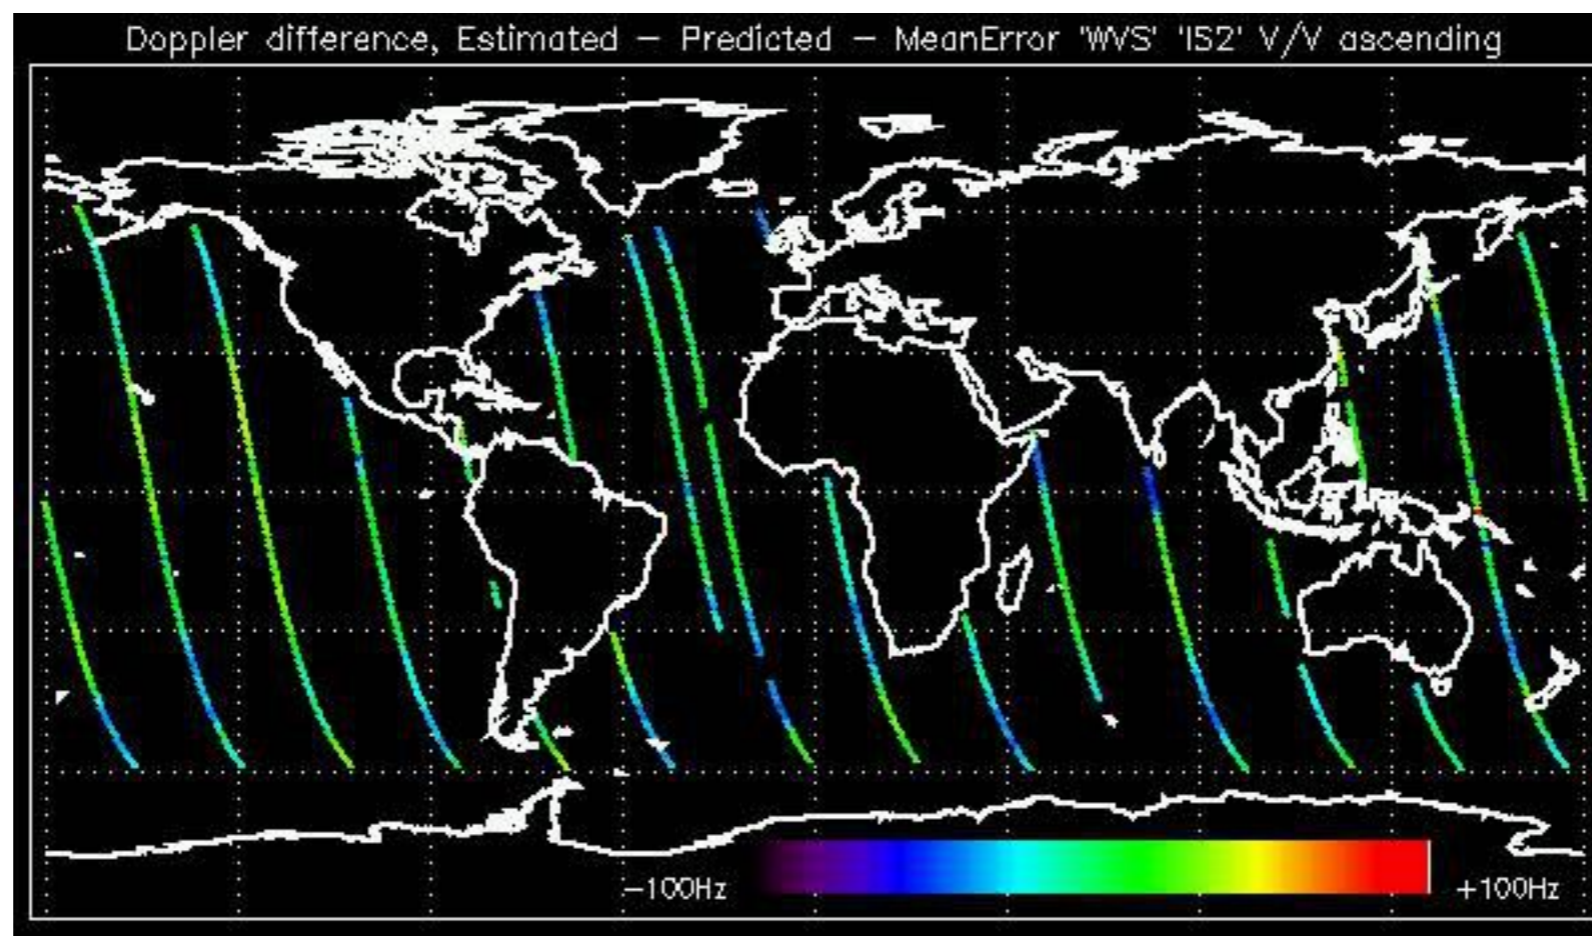 Doppler difference, Estimated – Predicted – MeanError 'WVS' 'IS2' V/V ascending
–100Hz +100Hz